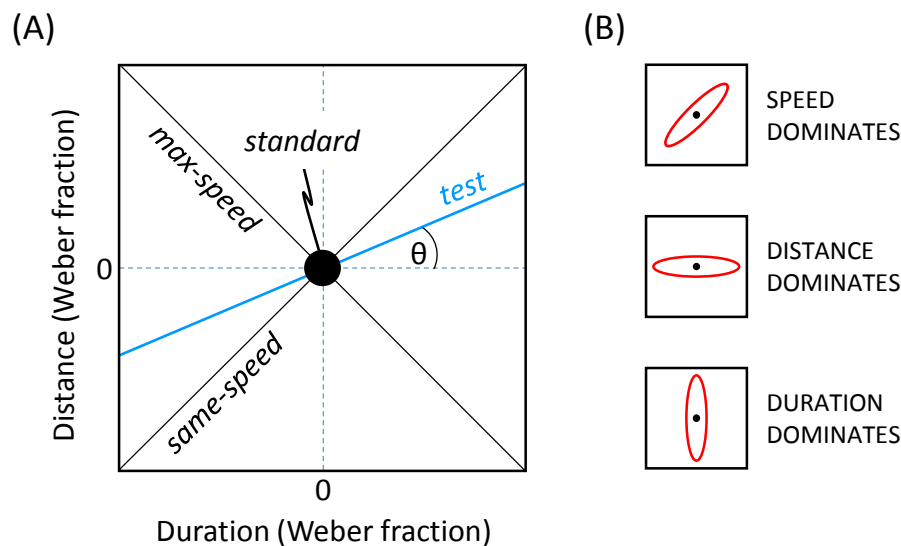 (A)
(B)
max-speed
standard
test
θ
same-speed
0
0
Distance (Weber fraction)
Duration (Weber fraction)
SPEED
DOMINATES
DISTANCE
DOMINATES
DURATION
DOMINATES